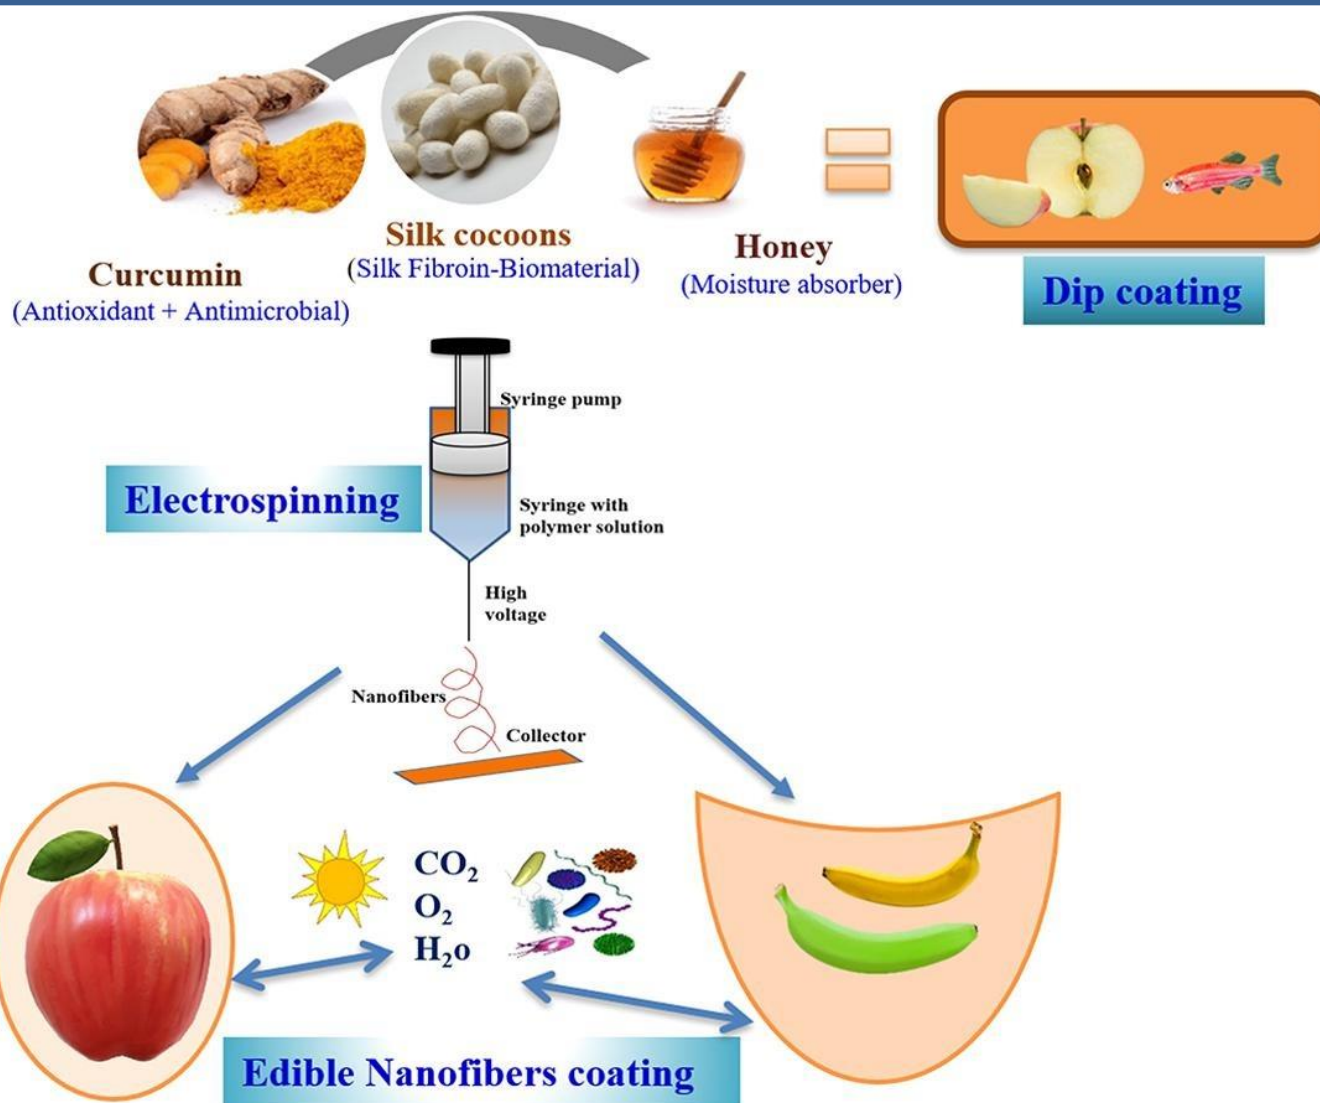 Silk cocoons
(Silk Fibroin-Biomaterial)
Curcumin
(Antioxidant + Antimicrobial)
Honey
(Moisture absorber)
Dip coating
Syringe pump
Electrospinning
Syringe with
polymer solution
High
voltage
Nanofibers
Collector
CO₂
O₂
H₂o
Edible Nanofibers coating